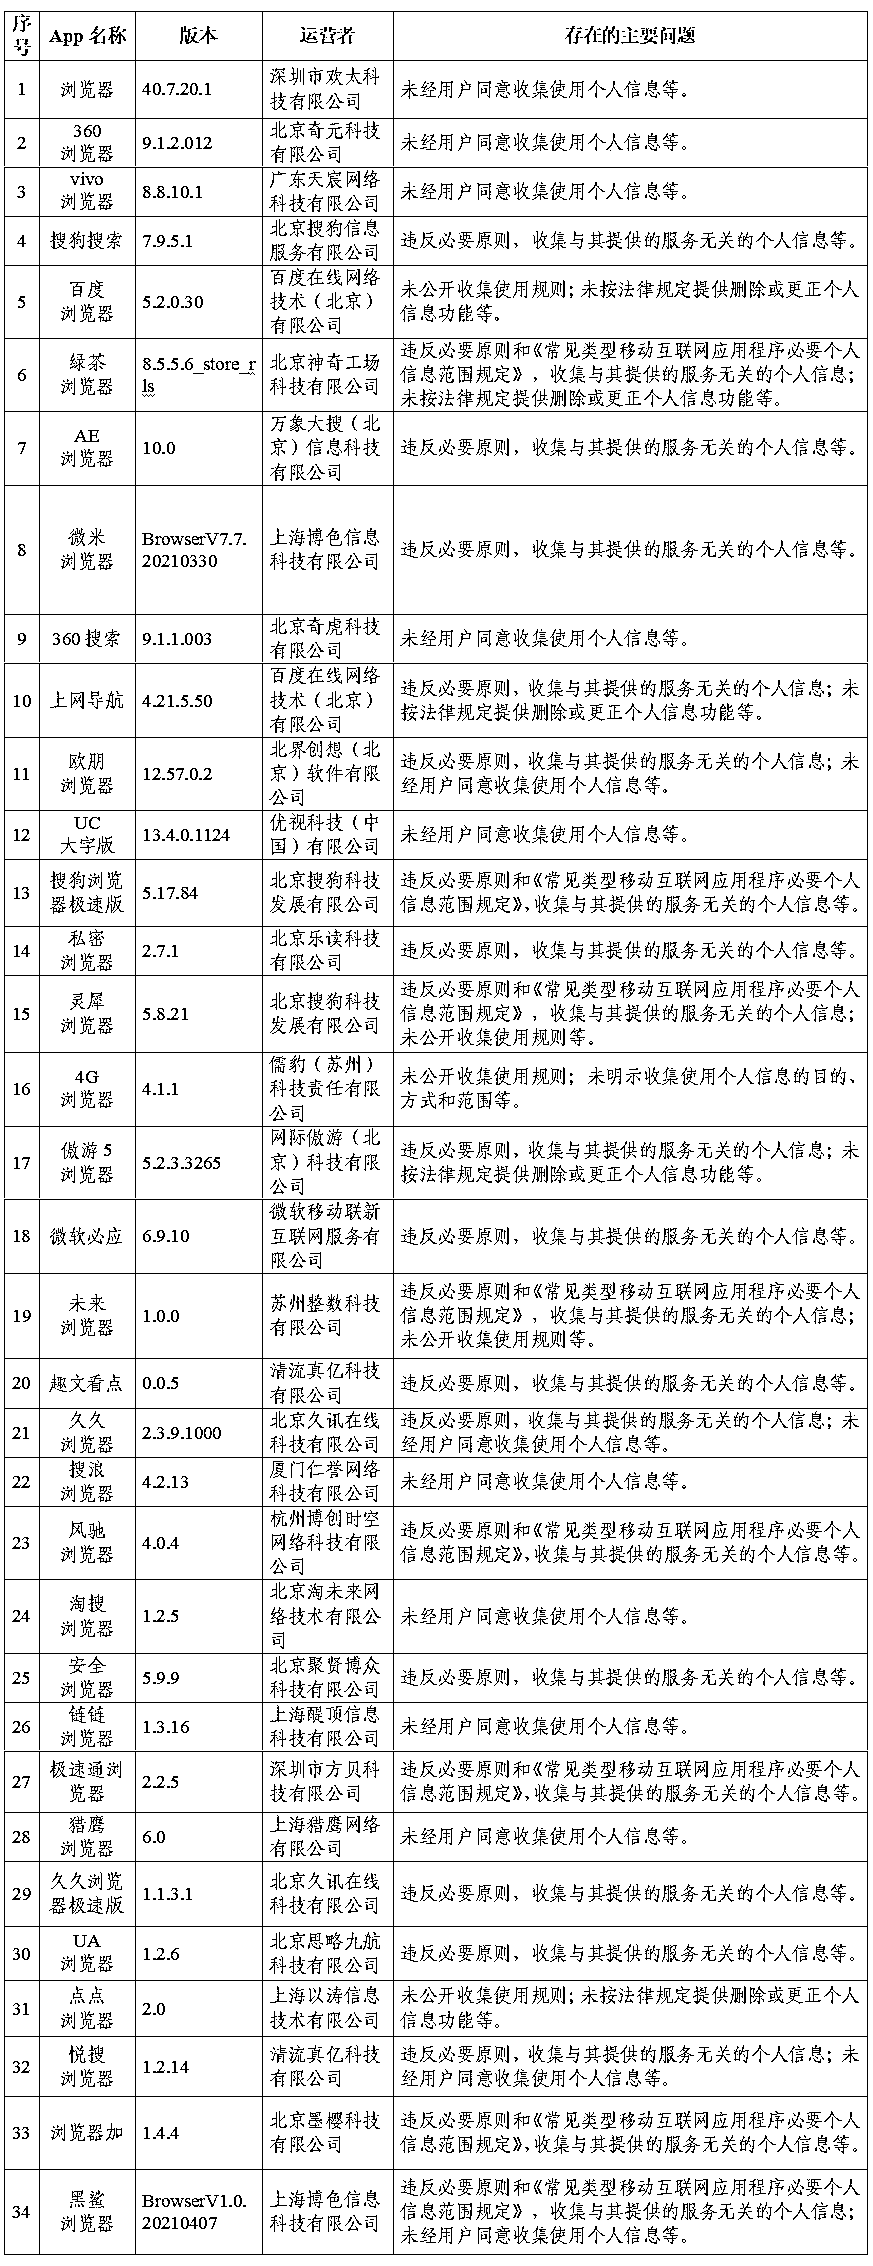 序号 App 名称 版本 运营者 存在的主要问题
1 浏览器 40.7.20.1 深圳市欢太科技有限公司 未经用户同意收集使用个人信息等。
2 360浏览器 9.1.2.012 北京奇元科技有限公司 未经用户同意收集使用个人信息等。
3 vivo浏览器 8.8.10.1 广东天宸网络科技有限公司 未经用户同意收集使用个人信息等。
4 搜狗搜索 7.9.5.1 北京搜狗信息服务有限公司 违反必要原则，收集与其提供的服务无关的个人信息等。
5 百度浏览器 5.2.0.30 百度在线网络技术（北京）有限公司 未公开收集使用规则；未按法律规定提供删除或更正个人信息功能等。
6 绿茶浏览器 8.5.5.6_store_rls 北京神奇工场科技有限公司 违反必要原则和《常见类型移动互联网应用程序必要个人信息范围规定》，收集与其提供的服务无关的个人信息；未按法律规定提供删除或更正个人信息功能等。
7 AE浏览器 10.0 万象大搜（北京）信息科技有限公司 违反必要原则，收集与其提供的服务无关的个人信息等。
8 微米浏览器 BrowserV7.7.20210330 上海博色信息科技有限公司 违反必要原则，收集与其提供的服务无关的个人信息等。
9 360 搜索 9.1.1.003 北京奇虎科技有限公司 未经用户同意收集使用个人信息等。
10 上网导航 4.21.5.50 百度在线网络技术（北京）有限公司 违反必要原则，收集与其提供的服务无关的个人信息；未按法律规定提供删除或更正个人信息功能等。
11 欧朋浏览器 12.57.0.2 北界创想（北京）软件有限公司 违反必要原则，收集与其提供的服务无关的个人信息；未经用户同意收集使用个人信息等。
12 UC大字版 13.4.0.1124 优视科技（中国）有限公司 未经用户同意收集使用个人信息等。
13 搜狗浏览器极速版 5.17.84 北京搜狗科技发展有限公司 违反必要原则和《常见类型移动互联网应用程序必要个人信息范围规定》，收集与其提供的服务无关的个人信息等。
14 私密浏览器 2.7.1 北京乐读科技有限公司 违反必要原则，收集与其提供的服务无关的个人信息等。
15 灵犀浏览器 5.8.21 北京搜狗科技发展有限公司 违反必要原则和《常见类型移动互联网应用程序必要个人信息范围规定》，收集与其提供的服务无关的个人信息；未公开收集使用规则等。
16 4G浏览器 4.1.1 儒豹（苏州）科技责任有限公司 未公开收集使用规则；未明示收集使用个人信息的目的、方式和范围等。
17 傲游 5浏览器 5.2.3.3265 网际傲游（北京）科技有限公司 违反必要原则，收集与其提供的服务无关的个人信息；未按法律规定提供删除或更正个人信息功能等。
18 微软必应 6.9.10 微软移动联新互联网服务有限公司 违反必要原则，收集与其提供的服务无关的个人信息等。
19 未来浏览器 1.0.0 苏州整数科技有限公司 违反必要原则和《常见类型移动互联网应用程序必要个人信息范围规定》，收集与其提供的服务无关的个人信息；未公开收集使用规则等。
20 趣文看点 0.0.5 清流真亿科技有限公司 违反必要原则，收集与其提供的服务无关的个人信息等。
21 久久浏览器 2.3.9.1000 北京久讯在线科技有限公司 违反必要原则，收集与其提供的服务无关的个人信息；未经用户同意收集使用个人信息等。
22 搜浪浏览器 4.2.13 厦门仁誉网络科技有限公司 未经用户同意收集使用个人信息等。
23 风驰浏览器 4.0.4 杭州博创时空网络科技有限公司 违反必要原则和《常见类型移动互联网应用程序必要个人信息范围规定》，收集与其提供的服务无关的个人信息等。
24 淘搜浏览器 1.2.5 北京淘未来网络技术有限公司 未经用户同意收集使用个人信息等。
25 安全浏览器 5.9.9 北京聚贤博众科技有限公司 违反必要原则，收集与其提供的服务无关的个人信息等。
26 链链浏览器 1.3.16 上海醍顶信息科技有限公司 未经用户同意收集使用个人信息等。
27 极速通浏览器 2.2.5 深圳市方贝科技有限公司 违反必要原则和《常见类型移动互联网应用程序必要个人信息范围规定》，收集与其提供的服务无关的个人信息等。
28 猎鹰浏览器 6.0 上海猎鹰网络有限公司 未经用户同意收集使用个人信息等。
29 久久浏览器极速版 1.1.3.1 北京久讯在线科技有限公司 违反必要原则，收集与其提供的服务无关的个人信息等。
30 UA浏览器 1.2.6 北京思略九航科技有限公司 违反必要原则，收集与其提供的服务无关的个人信息等。
31 点点浏览器 2.0 上海以涛信息技术有限公司 未公开收集使用规则；未按法律规定提供删除或更正个人信息功能等。
32 悦搜浏览器 1.2.14 清流真亿科技有限公司 违反必要原则，收集与其提供的服务无关的个人信息；未经用户同意收集使用个人信息等。
33 浏览器加 1.4.4 北京墨樱科技有限公司 违反必要原则和《常见类型移动互联网应用程序必要个人信息范围规定》，收集与其提供的服务无关的个人信息等。
34 黑鲨浏览器 BrowserV1.0.20210407 上海博色信息科技有限公司 违反必要原则和《常见类型移动互联网应用程序必要个人信息范围规定》，收集与其提供的服务无关的个人信息；未经用户同意收集使用个人信息等。